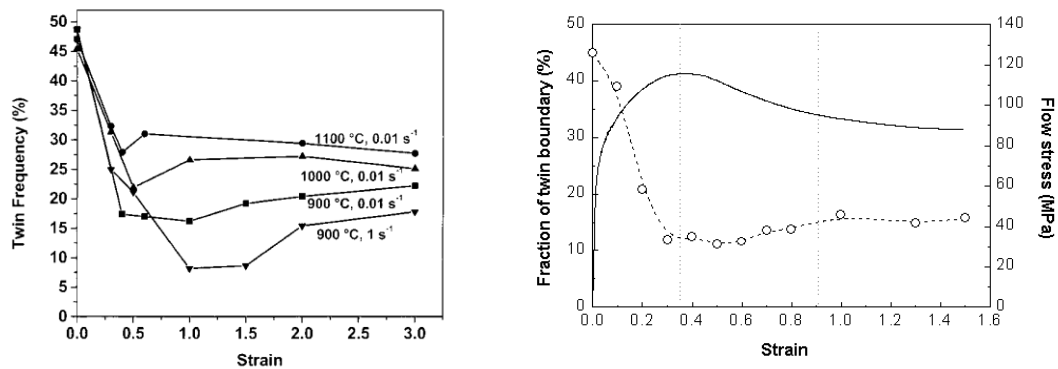 50
45
40
35
30
25
20
15
10
5
0
Twin Frequency (%)
1100 °C, 0.01 s-1
1000 °C, 0.01 s-1
900 °C, 0.01 s-1
900 °C, 1 s-1
0.0 0.5 1.0 1.5 2.0 2.5 3.0
Strain
50
40
30
20
10
0
Fraction of twin boundary (%)
140
120
100
80
60
40
20
0
Flow stress (MPa)
0.0 0.2 0.4 0.6 0.8 1.0 1.2 1.4 1.6
Strain